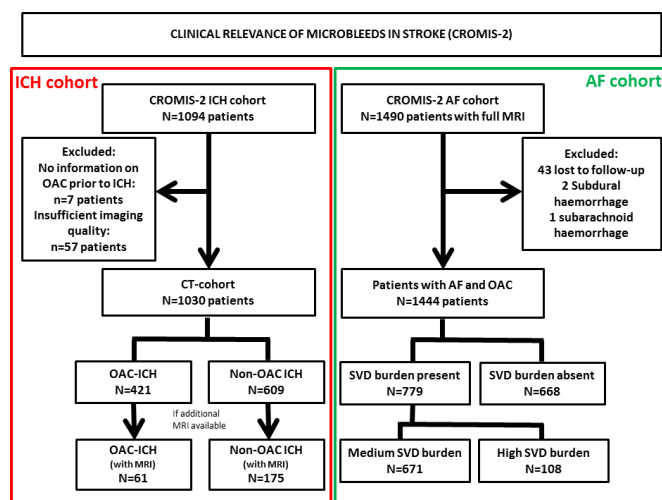 CLINICAL RELEVANCE OF MICROBLEEDS IN STROKE (CROMIS-2)
ICH cohort
CROMIS-2 ICH cohort
N=1094 patients
Excluded:
No information on
OAC prior to ICH:
n=7 patients
Insufficient imaging
quality:
n=57 patients
CT-cohort
N=1030 patients
OAC-ICH
N=421
Non-OAC ICH
N=609
If additional
MRI available
OAC-ICH
(with MRI)
N=61
Non-OAC ICH
(with MRI)
N=175
AF cohort
CROMIS-2 AF cohort
N=1490 patients with full MRI
Excluded:
43 lost to follow-up
2 Subdural
haemorrhage
1 subarachnoid
haemorrhage
Patients with AF and OAC
N=1444 patients
SVD burden present
N=779
SVD burden absent
N=668
Medium SVD burden
N=671
High SVD burden
N=108